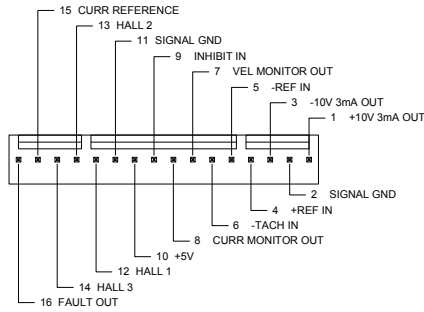 15 CURR REFERENCE
13 HALL 2
11 SIGNAL GND
9 INHIBIT IN
7 VEL MONITOR OUT
5 -REF IN
3 -10V 3mA OUT
1 +10V 3mA OUT
2 SIGNAL GND
4 +REF IN
6 -TACH IN
8 CURR MONITOR OUT
10 +5V
12 HALL 1
14 HALL 3
16 FAULT OUT